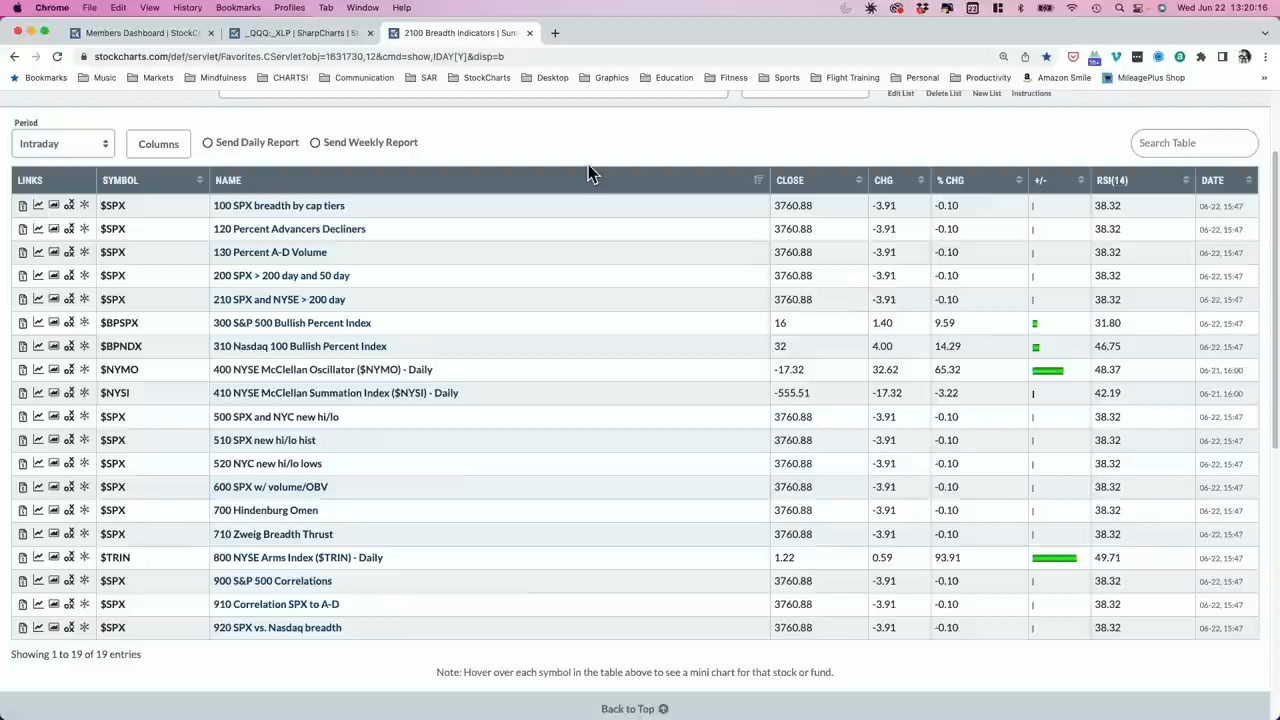 Chrome File Edit View History Bookmarks Profiles Tab Window Help Wed Jun 22 13:20:16
Members Dashboard | StockC × _QQQ:_XLP | SharpCharts | S × 2100 Breadth indicators | Sum ×
stockcharts.com/def/servlet/Favorites.CServlet?obj=1631730,12&cmd=show,IDAY[Y]&disp=b
Bookmarks Music Markets Mindfulness CHARTS! Communication SAR StockCharts Desktop Graphics Education Fitness Sports Flight Training Personal Productivity Amazon Smile MileagePlus Shop »
Edit List Delete List New List Instructions
Period
Intraday Columns Send Daily Report Send Weekly Report Search Table
LINKS SYMBOL NAME CLOSE CHG % CHG +/- RSI(14) DATE
$SPX 100 SPX breadth by cap tiers 3760.88 -3.91 -0.10 38.32 06-22, 15:47
$SPX 120 Percent Advancers Decliners 3760.88 -3.91 -0.10 38.32 06-22, 15:47
$SPX 130 Percent A-D Volume 3760.88 -3.91 -0.10 38.32 06-22, 15:47
$SPX 200 SPX > 200 day and 50 day 3760.88 -3.91 -0.10 38.32 06-22, 15:47
$SPX 210 SPX and NYSE > 200 day 3760.88 -3.91 -0.10 38.32 06-22, 15:47
$BPSPX 300 S&P 500 Bullish Percent Index 16 1.40 9.59 31.80 06-22, 15:47
$BPNDX 310 Nasdaq 100 Bullish Percent Index 32 4.00 14.29 46.75 06-22, 15:47
$NYMO 400 NYSE McClellan Oscillator ($NYMO) - Daily -17.32 32.62 65.32 48.37 06-21, 16:00
$NYSI 410 NYSE McClellan Summation Index ($NYSI) - Daily -555.51 -17.32 -3.22 42.19 06-21, 16:00
$SPX 500 SPX and NYC new hi/lo 3760.88 -3.91 -0.10 38.32 06-22, 15:47
$SPX 510 SPX new hi/lo hist 3760.88 -3.91 -0.10 38.32 06-22, 15:47
$SPX 520 NYC new hi/lo lows 3760.88 -3.91 -0.10 38.32 06-22, 15:47
$SPX 600 SPX w/ volume/OBV 3760.88 -3.91 -0.10 38.32 06-22, 15:47
$SPX 700 Hindenburg Omen 3760.88 -3.91 -0.10 38.32 06-22, 15:47
$SPX 710 Zweig Breadth Thrust 3760.88 -3.91 -0.10 38.32 06-22, 15:47
$TRIN 800 NYSE Arms Index ($TRIN) - Daily 1.22 0.59 93.91 49.71 06-22, 15:47
$SPX 900 S&P 500 Correlations 3760.88 -3.91 -0.10 38.32 06-22, 15:47
$SPX 910 Correlation SPX to A-D 3760.88 -3.91 -0.10 38.32 06-22, 15:47
$SPX 920 SPX vs. Nasdaq breadth 3760.88 -3.91 -0.10 38.32 06-22, 15:47
Showing 1 to 19 of 19 entries
Note: Hover over each symbol in the table above to see a mini chart for that stock or fund.
Back to Top